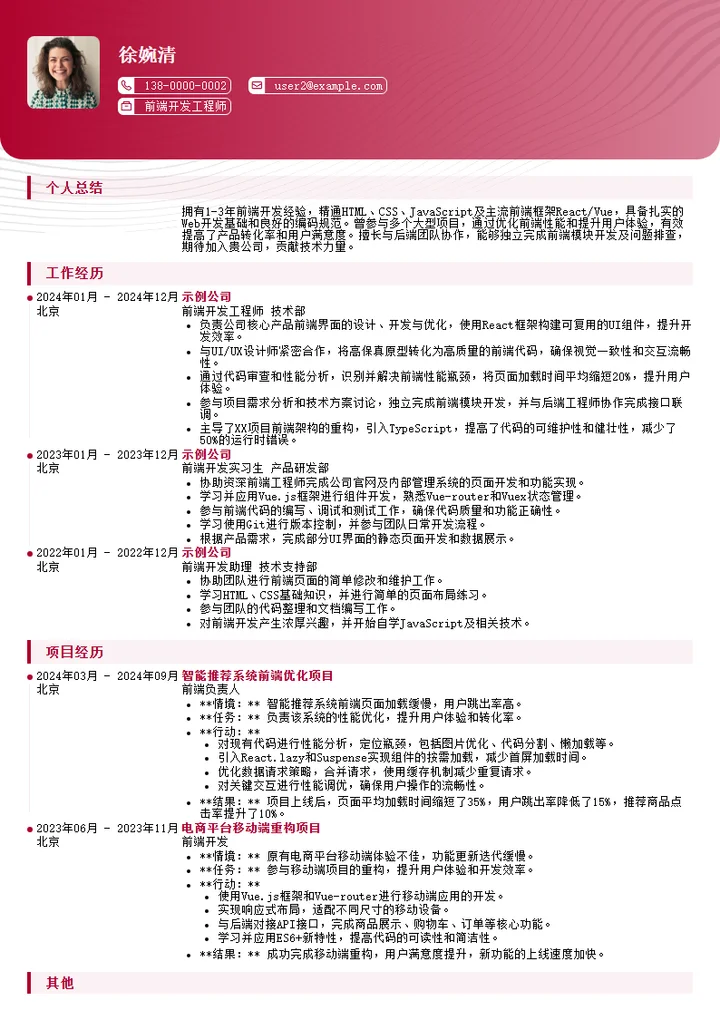 徐婉清
138-0000-0002
user2@example.com
前端开发工程师
个人总结
拥有1-3年前端开发经验，精通HTML、CSS、JavaScript及主流前端框架React/Vue，具备扎实的
Web开发基础和良好的编码规范。曾参与多个大型项目，通过优化前端性能和提升用户体验，有效
提高了产品转化率和用户满意度。擅长与后端团队协作，能够独立完成前端模块开发及问题排查，
期待加入贵公司，贡献技术力量。
工作经历
2024年01月 - 2024年12月 示例公司
北京 前端开发工程师 技术部
• 负责公司核心产品前端界面的设计、开发与优化，使用React框架构建可复用的UI组件，提升开
发效率。
• 与UI/UX设计师紧密合作，将高保真原型转化为高质量的前端代码，确保视觉一致性和交互流畅
性。
• 通过代码审查和性能分析，识别并解决前端性能瓶颈，将页面加载时间平均缩短20%，提升用户
体验。
• 参与项目需求分析和技术方案讨论，独立完成前端模块开发，并与后端工程师协作完成接口联
调。
• 主导了XX项目前端架构的重构，引入TypeScript，提高了代码的可维护性和健壮性，减少了
50%的运行时错误。
2023年01月 - 2023年12月 示例公司
北京 前端开发实习生 产品研发部
• 协助资深前端工程师完成公司官网及内部管理系统的页面开发和功能实现。
• 学习并应用Vue.js框架进行组件开发，熟悉Vue-router和Vuex状态管理。
• 参与前端代码的编写、调试和测试工作，确保代码质量和功能正确性。
• 学习使用Git进行版本控制，并参与团队日常开发流程。
• 根据产品需求，完成部分UI界面的静态页面开发和数据展示。
2022年01月 - 2022年12月 示例公司
北京 前端开发助理 技术支持部
• 协助团队进行前端页面的简单修改和维护工作。
• 学习HTML、CSS基础知识，并进行简单的页面布局练习。
• 参与团队的代码整理和文档编写工作。
• 对前端开发产生浓厚兴趣，并开始自学JavaScript及相关技术。
项目经历
2024年03月 - 2024年09月 智能推荐系统前端优化项目
北京 前端负责人
• **情境：** 智能推荐系统前端页面加载缓慢，用户跳出率高。
• **任务：** 负责该系统的性能优化，提升用户体验和转化率。
• **行动：**
• 对现有代码进行性能分析，定位瓶颈，包括图片优化、代码分割、懒加载等。
• 引入React.lazy和Suspense实现组件的按需加载，减少首屏加载时间。
• 优化数据请求策略，合并请求，使用缓存机制减少重复请求。
• 对关键交互进行性能调优，确保用户操作的流畅性。
• **结果：** 项目上线后，页面平均加载时间缩短了35%，用户跳出率降低了15%，推荐商品点
击率提升了10%。
2023年06月 - 2023年11月 电商平台移动端重构项目
北京 前端开发
• **情境：** 原有电商平台移动端体验不佳，功能更新迭代缓慢。
• **任务：** 参与移动端项目的重构，提升用户体验和开发效率。
• **行动：**
• 使用Vue.js框架和Vue-router进行移动端应用的开发。
• 实现响应式布局，适配不同尺寸的移动设备。
• 与后端对接API接口，完成商品展示、购物车、订单等核心功能。
• 学习并应用ES6+新特性，提高代码的可读性和简洁性。
• **结果：** 成功完成移动端重构，用户满意度提升，新功能的上线速度加快。
其他